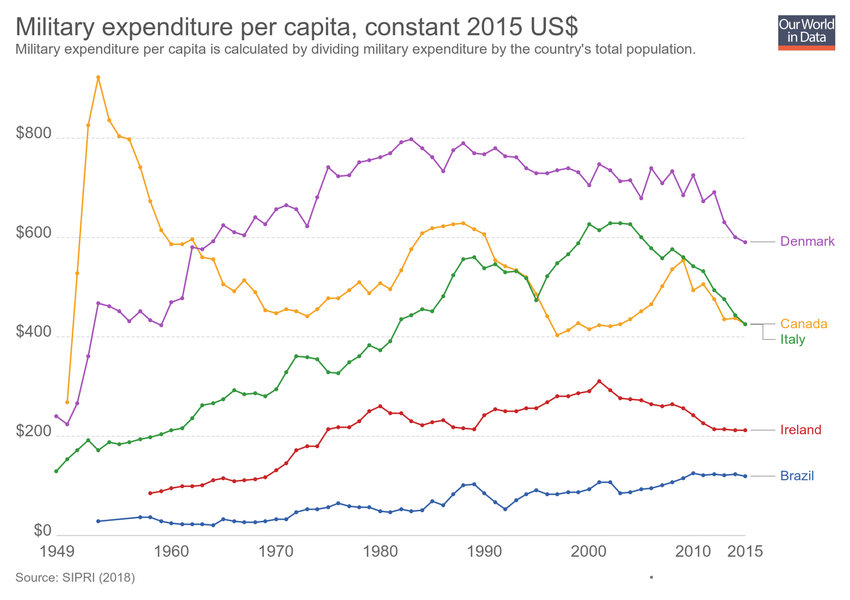 Military expenditure per capita, constant 2015 US$
Military expenditure per capita is calculated by dividing military expenditure by the country's total population.
Our World
in Data
$800
$600
$400
$200
$0
Denmark
Canada
Italy
Ireland
Brazil
1949 1960 1970 1980 1990 2000 2010 2015
Source: SIPRI (2018)